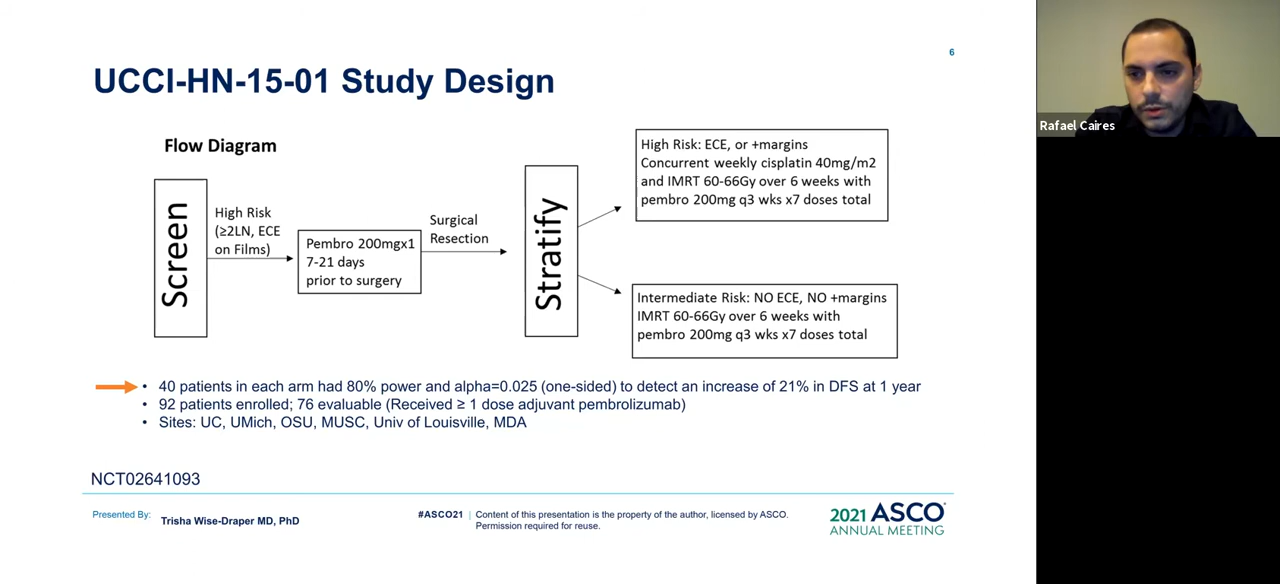 6
UCCI-HN-15-01 Study Design
Flow Diagram
Screen
High Risk
(≥2LN, ECE
on Films)
Pembro 200mgx1
7-21 days
prior to surgery
Surgical
Resection
Stratify
High Risk: ECE, or +margins
Concurrent weekly cisplatin 40mg/m2
and IMRT 60-66Gy over 6 weeks with
pembro 200mg q3 wks x7 doses total
Intermediate Risk: NO ECE, NO +margins
IMRT 60-66Gy over 6 weeks with
pembro 200mg q3 wks x7 doses total
• 40 patients in each arm had 80% power and alpha=0.025 (one-sided) to detect an increase of 21% in DFS at 1 year
• 92 patients enrolled; 76 evaluable (Received ≥ 1 dose adjuvant pembrolizumab)
• Sites: UC, UMich, OSU, MUSC, Univ of Louisville, MDA
NCT02641093
Presented By: Trisha Wise-Draper MD, PhD
#ASCO21 | Content of this presentation is the property of the author, licensed by ASCO.
Permission required for reuse.
2021 ASCO
ANNUAL MEETING
Rafael Caires